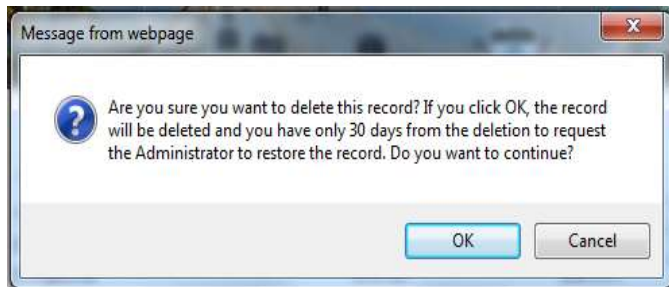 Message from webpage
X
Are you sure you want to delete this record? If you click OK, the record
will be deleted and you have only 30 days from the deletion to request
the Administrator to restore the record. Do you want to continue?
OK
Cancel